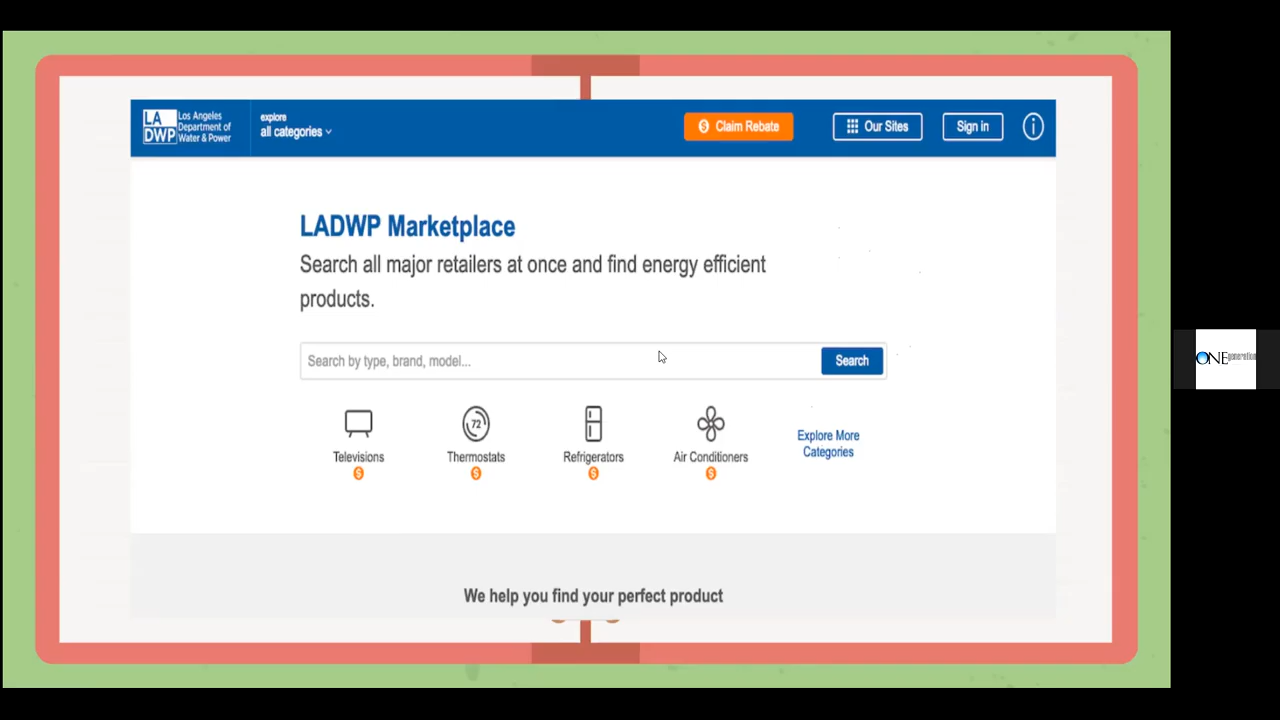 LA
DWP
Los Angeles
Department of
Water & Power
explore
all categories
$ Claim Rebate
Our Sites
Sign in
i
LADWP Marketplace
Search all major retailers at once and find energy efficient
products.
Search by type, brand, model...
Search
72
Televisions
Thermostats
Refrigerators
Air Conditioners
Explore More
Categories
$
$
$
$
We help you find your perfect product
ONEgeneration